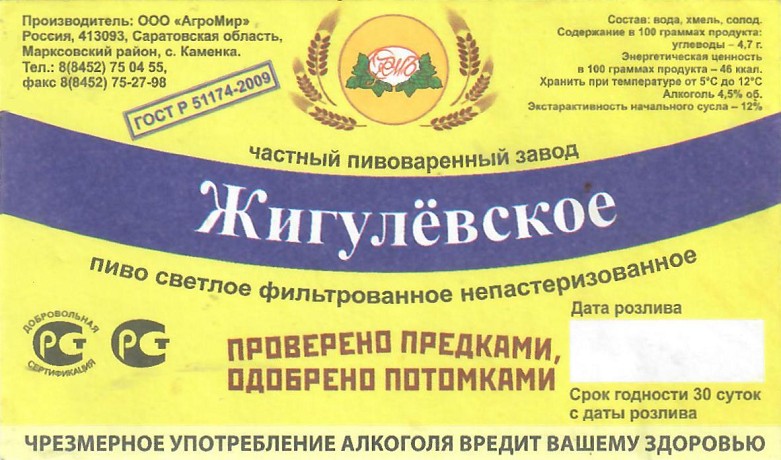 Производитель: ООО «АгроМир»
Россия, 413093, Саратовская область,
Марксовский район, с. Каменка.
Тел.: 8(8452) 75 04 55,
факс 8(8452) 75-27-98
ГОСТ Р 51174-2009
Состав: вода, хмель, солод.
Содержание в 100 граммах продукта:
углеводы – 4,7 г.
Энергетическая ценность
в 100 граммах продукта – 46 ккал.
Хранить при температуре от 5°С до 12°С
Алкоголь 4,5% об.
Экстрактивность начального сусла – 12%
частный пивоваренный завод
Жигулёвское
пиво светлое фильтрованное непастеризованное
ДОБРОВОЛЬНАЯ
РСТ
СЕРТИФИКАЦИЯ
РСТ
ПРОВЕРЕНО ПРЕДКАМИ,
ОДОБРЕНО ПОТОМКАМИ
Дата розлива
Срок годности 30 суток
с даты розлива
ЧРЕЗМЕРНОЕ УПОТРЕБЛЕНИЕ АЛКОГОЛЯ ВРЕДИТ ВАШЕМУ ЗДОРОВЬЮ